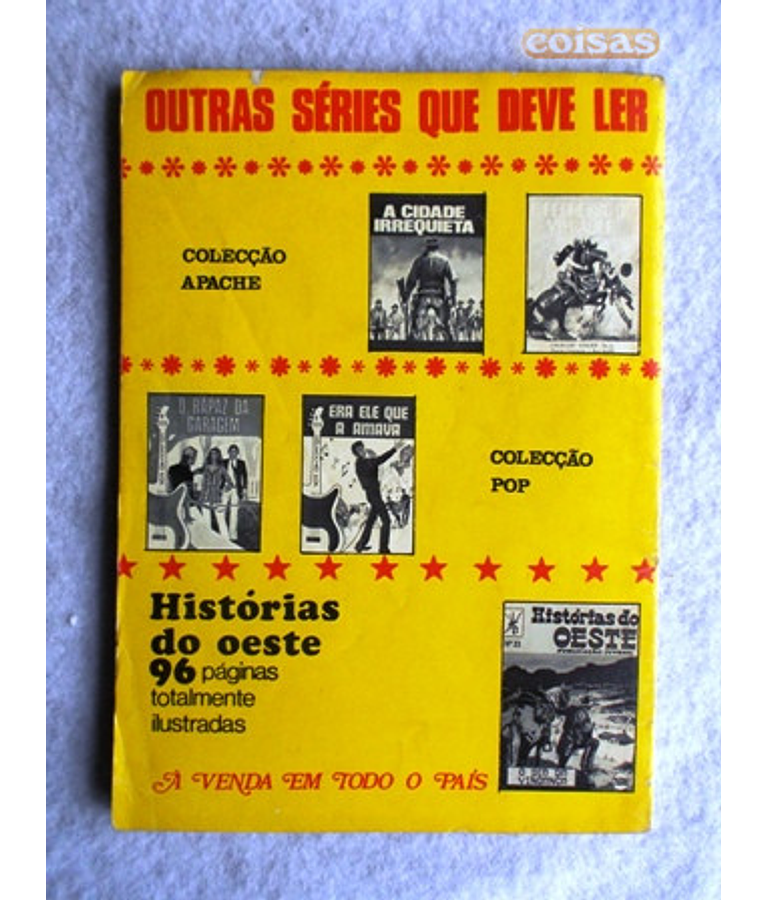 coisas
OUTRAS SÉRIES QUE DEVE LER
COLECÇÃO
APACHE
A CIDADE
IRREQUIETA
O RAPAZ DA
GARAGEM
ERA ELE QUE
A AMAVA
COLECÇÃO
POP
Histórias
do oeste
96 páginas
totalmente
ilustradas
Histórias do
OESTE
À VENDA EM TODO O PAÍS